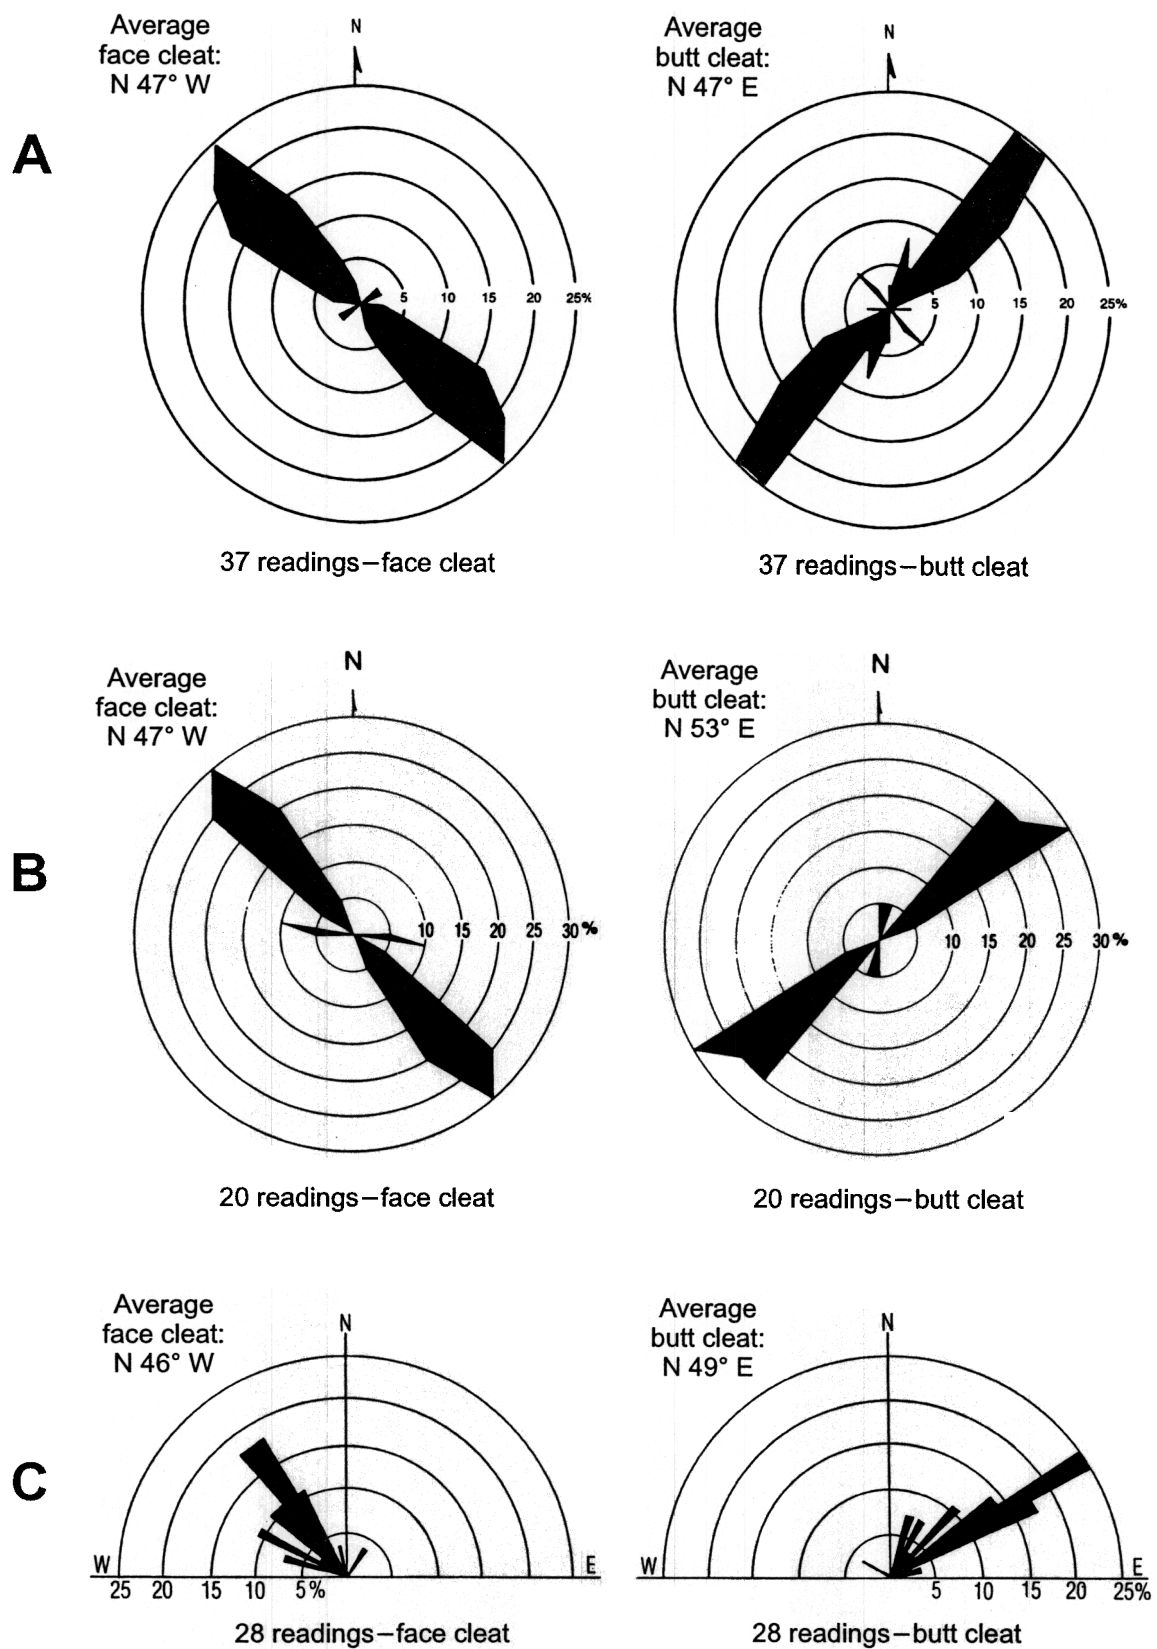 Average
face cleat:
N 47° W
N
Average
butt cleat:
N 47° E
N
A
5 10 15 20 25%
5 10 15 20 25%
37 readings–face cleat
37 readings–butt cleat
Average
face cleat:
N 47° W
N
Average
butt cleat:
N 53° E
N
B
10 15 20 25 30 %
10 15 20 25 30 %
20 readings–face cleat
20 readings–butt cleat
Average
face cleat:
N 46° W
N
Average
butt cleat:
N 49° E
N
C
W E
25 20 15 10 5%
W E
5 10 15 20 25%
28 readings–face cleat
28 readings–butt cleat